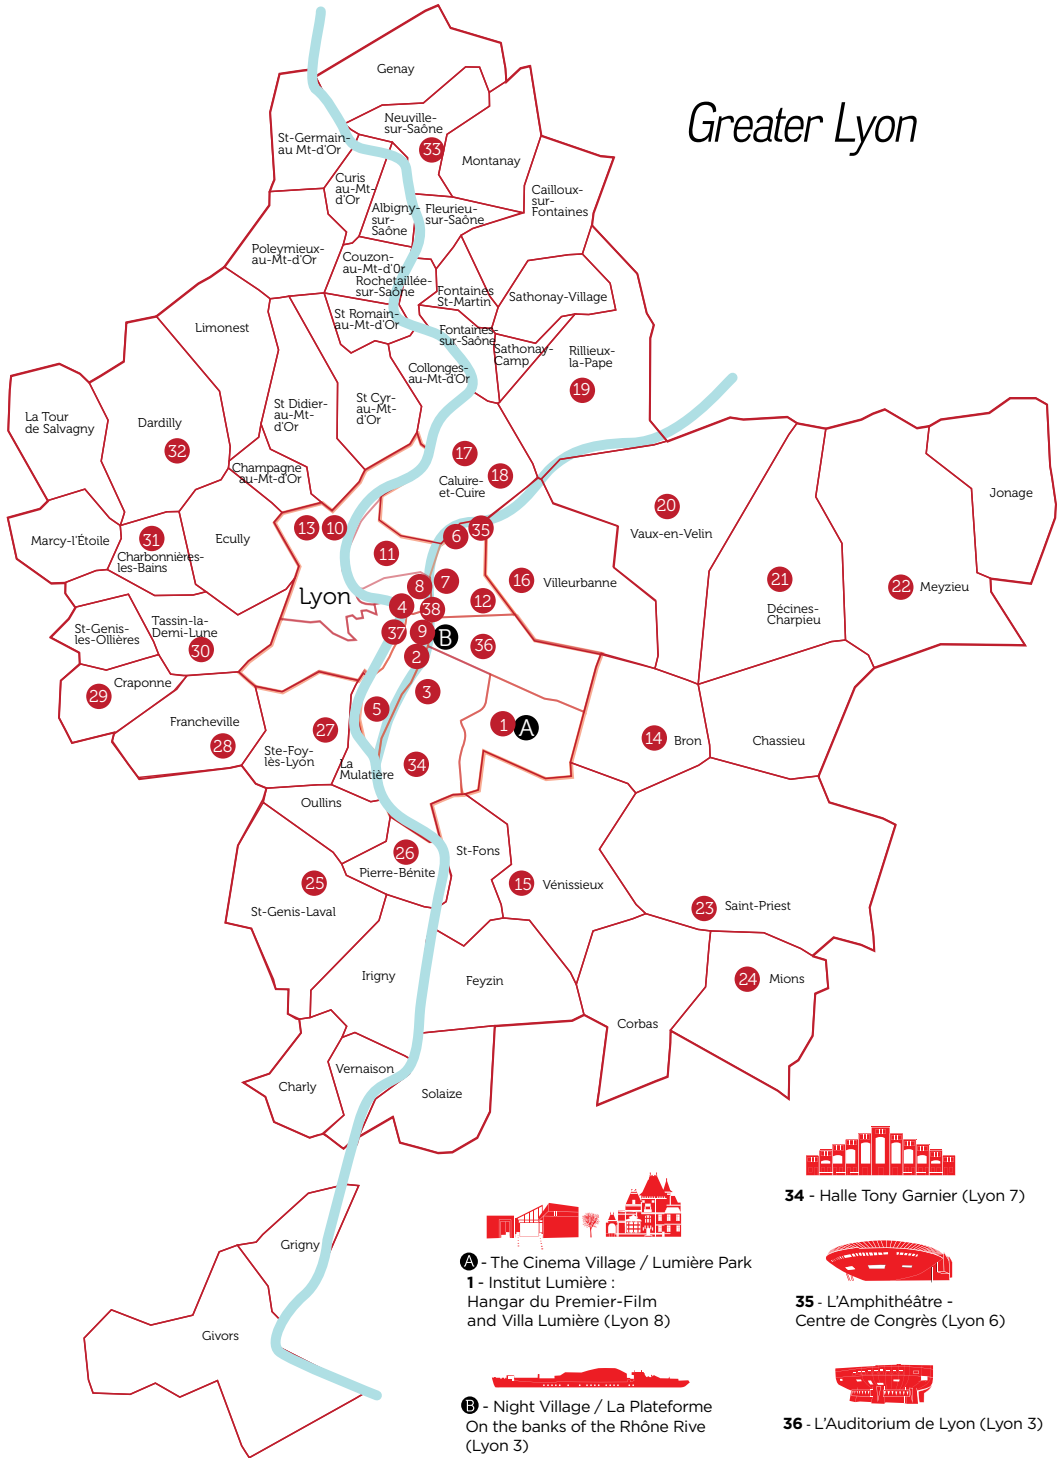 Greater Lyon
Genay
Neuville-
sur-Saône
33
St-Germain-
au Mt-d'Or
Montanay
Curis
au-Mt-
d'Or
Cailloux-
sur-
Fontaines
Albigny-
sur-
Saône
Fleurieu-
sur-Saône
Poleymieux-
au-Mt-d'Or
Couzon-
au-Mt-d'Or
Rochetaillée-
sur-Saône
Fontaines
St-Martin
Sathonay-Village
St Romain-
au-Mt-d'Or
Limonest
Fontaines-
sur-Saône
Sathonay-
Camp
Rillieux-
la-Pape
19
Collonges-
au-Mt-d'Or
St Didier-
au-Mt-
d'Or
St Cyr-
au-Mt-
d'Or
La Tour
de Salvagny
Dardilly
32
Champagne
au-Mt-d'Or
17
18
Caluire-
et-Cuire
Jonage
20
Vaux-en-Velin
Marcy-l'Étoile
31
Charbonnières-
les-Bains
Ecully
13
10
11
6
35
16
Villeurbanne
21
Décines-
Charpieu
22
Meyzieu
Lyon
8
7
4
38
12
37
9
B
36
2
St-Genis-
les-Ollières
Tassin-la-
Demi-Lune
30
29
Craponne
3
5
1
A
Francheville
28
27
Ste-Foy-
lès-Lyon
La
Mulatière
34
14
Bron
Chassieu
Oullins
26
Pierre-Bénite
St-Fons
25
St-Genis-Laval
15
Vénissieux
23
Saint-Priest
Irigny
Feyzin
24
Mions
Corbas
Charly
Vernaison
Solaize
Grigny
Givors
A - The Cinema Village / Lumière Park
1 - Institut Lumière :
Hangar du Premier-Film
and Villa Lumière (Lyon 8)
B - Night Village / La Plateforme
On the banks of the Rhône Rive
(Lyon 3)
34 - Halle Tony Garnier (Lyon 7)
35 - L'Amphithéâtre -
Centre de Congrès (Lyon 6)
36 - L'Auditorium de Lyon (Lyon 3)